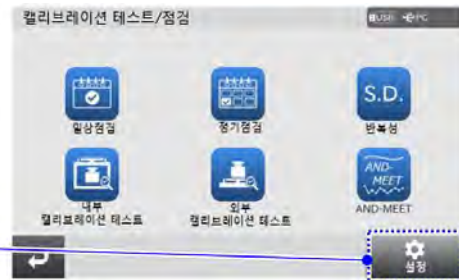 캘리브레이션 테스트/점검
USB PC
일상점검
정기점검
S.D.
반복성
내부
캘리브레이션 테스트
외부
캘리브레이션 테스트
AND-
MEET
AND-MEET
설정